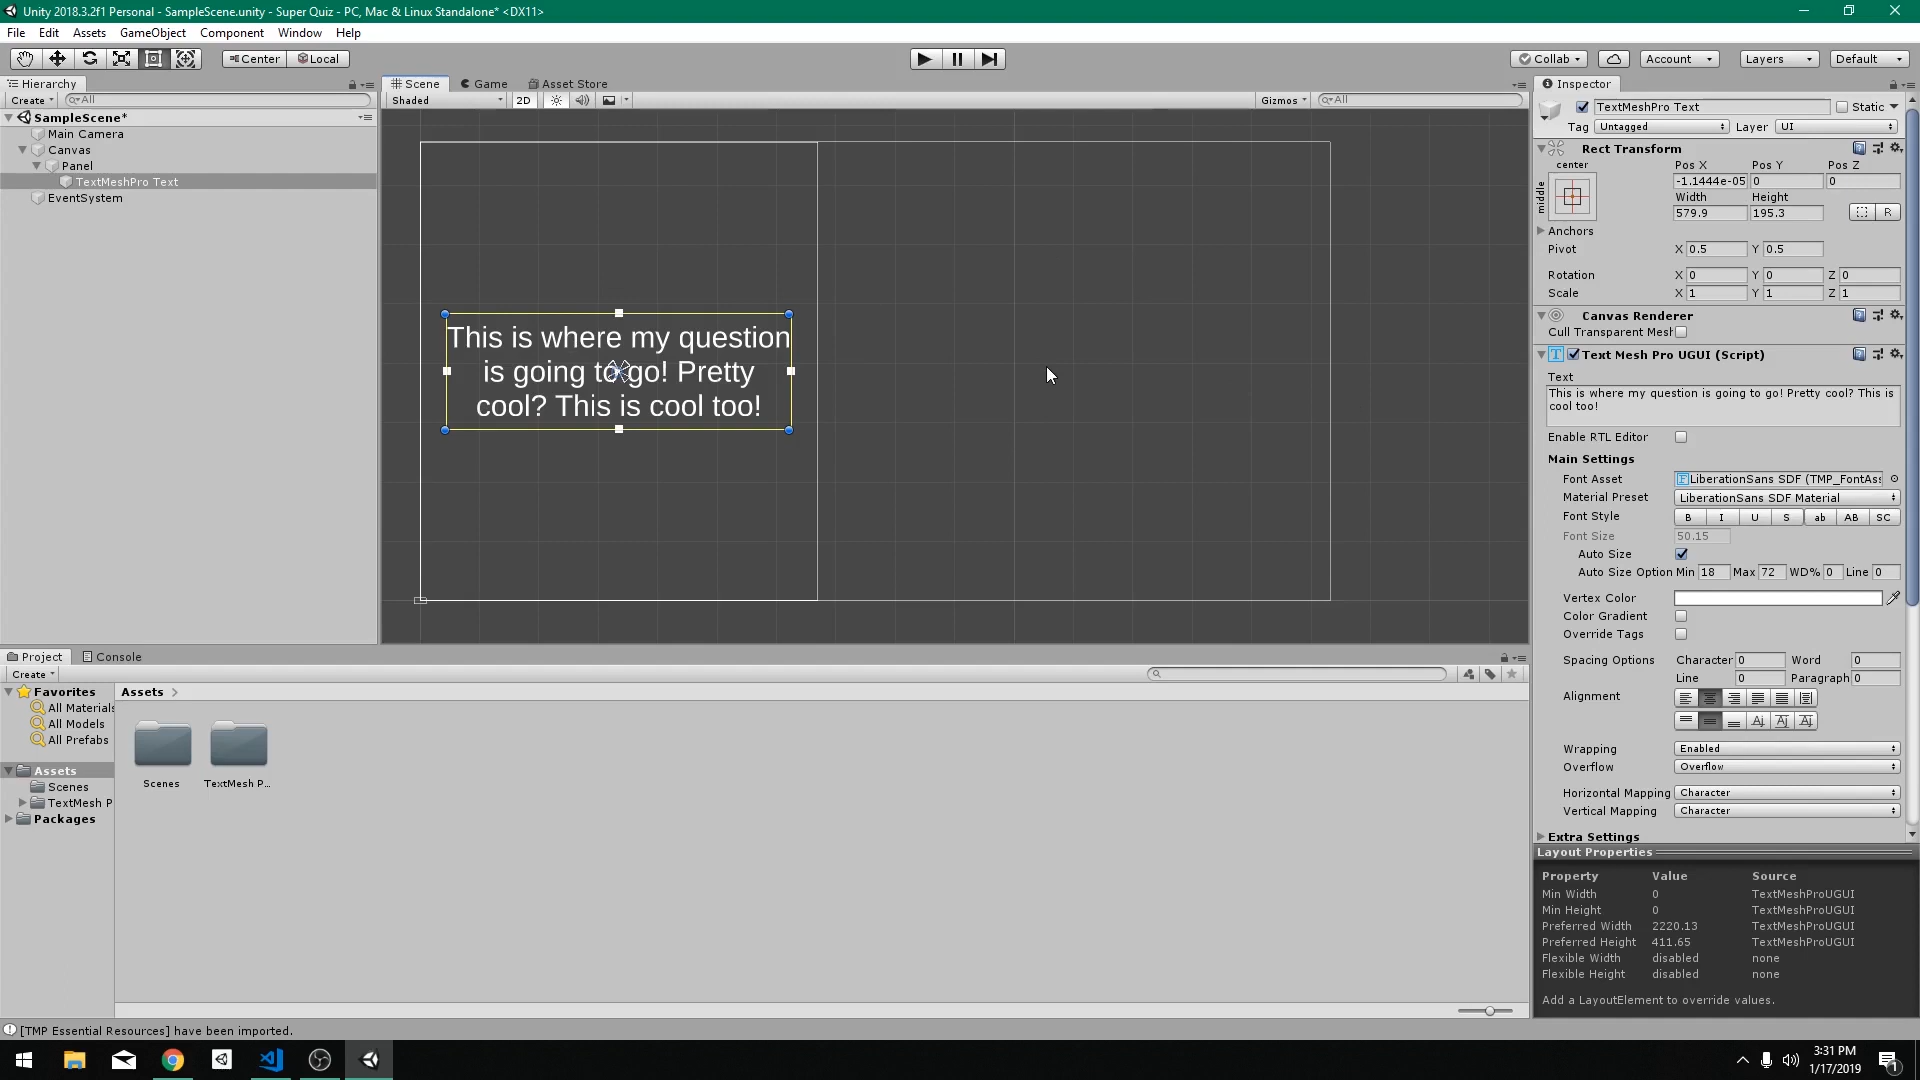 Unity 2018.3.2f1 Personal - SampleScene.unity - Super Quiz - PC, Mac & Linux Standalone* <DX11>
File Edit Assets GameObject Component Window Help
Center Local
Collab Account Layers Default
Hierarchy
Create All
SampleScene*
Main Camera
Canvas
Panel
TextMeshPro Text
EventSystem
Scene Game Asset Store
Shaded 2D Gizmos All
This is where my question
is going to go! Pretty
cool? This is cool too!
Inspector
TextMeshPro Text Static
Tag Untagged Layer UI
Rect Transform
center
middle
Pos X Pos Y Pos Z
-1.1444e-05 0 0
Width Height
579.9 195.3 R
Anchors
Pivot X 0.5 Y 0.5
Rotation X 0 Y 0 Z 0
Scale X 1 Y 1 Z 1
Canvas Renderer
Cull Transparent Mesh
Text Mesh Pro UGUI (Script)
Text
This is where my question is going to go! Pretty cool? This is
cool too!
Enable RTL Editor
Main Settings
Font Asset LiberationSans SDF (TMP_FontAss
Material Preset LiberationSans SDF Material
Font Style B I U S ab AB SC
Font Size 50.15
Auto Size
Auto Size Option Min 18 Max 72 WD% 0 Line 0
Vertex Color
Color Gradient
Override Tags
Spacing Options Character 0 Word 0
Line 0 Paragraph 0
Alignment
Wrapping Enabled
Overflow Overflow
Horizontal Mapping Character
Vertical Mapping Character
Extra Settings
Layout Properties
Property Value Source
Min Width 0 TextMeshProUGUI
Min Height 0 TextMeshProUGUI
Preferred Width 2220.13 TextMeshProUGUI
Preferred Height 411.65 TextMeshProUGUI
Flexible Width disabled none
Flexible Height disabled none
Add a LayoutElement to override values.
Project Console
Create
Favorites
All Materials
All Models
All Prefabs
Assets
Scenes
TextMesh P
Packages
Assets
Scenes TextMesh P...
[TMP Essential Resources] have been imported.
3:31 PM
1/17/2019
1